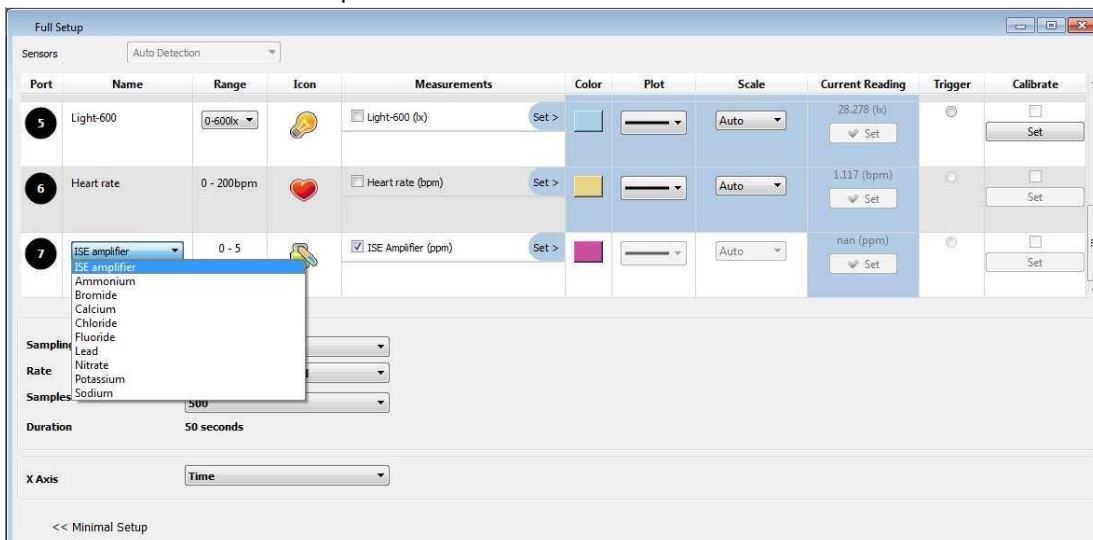 Full Setup
Sensors Auto Detection
Port Name Range Icon Measurements Color Plot Scale Current Reading Trigger Calibrate
5 Light-600 0-600lx Light-600 (lx) Set > Auto 28.278 (lx) Set Set
6 Heart rate 0 - 200bpm Heart rate (bpm) Set > Auto 1.117 (bpm) Set Set
7 ISE amplifier 0 - 5 ISE Amplifier (ppm) Set > Auto nan (ppm) Set Set
ISE amplifier
Ammonium
Bromide
Calcium
Chloride
Fluoride
Lead
Nitrate
Potassium
Sodium
Sampling
Rate
Samples 500
Duration 50 seconds
X Axis Time
<< Minimal Setup